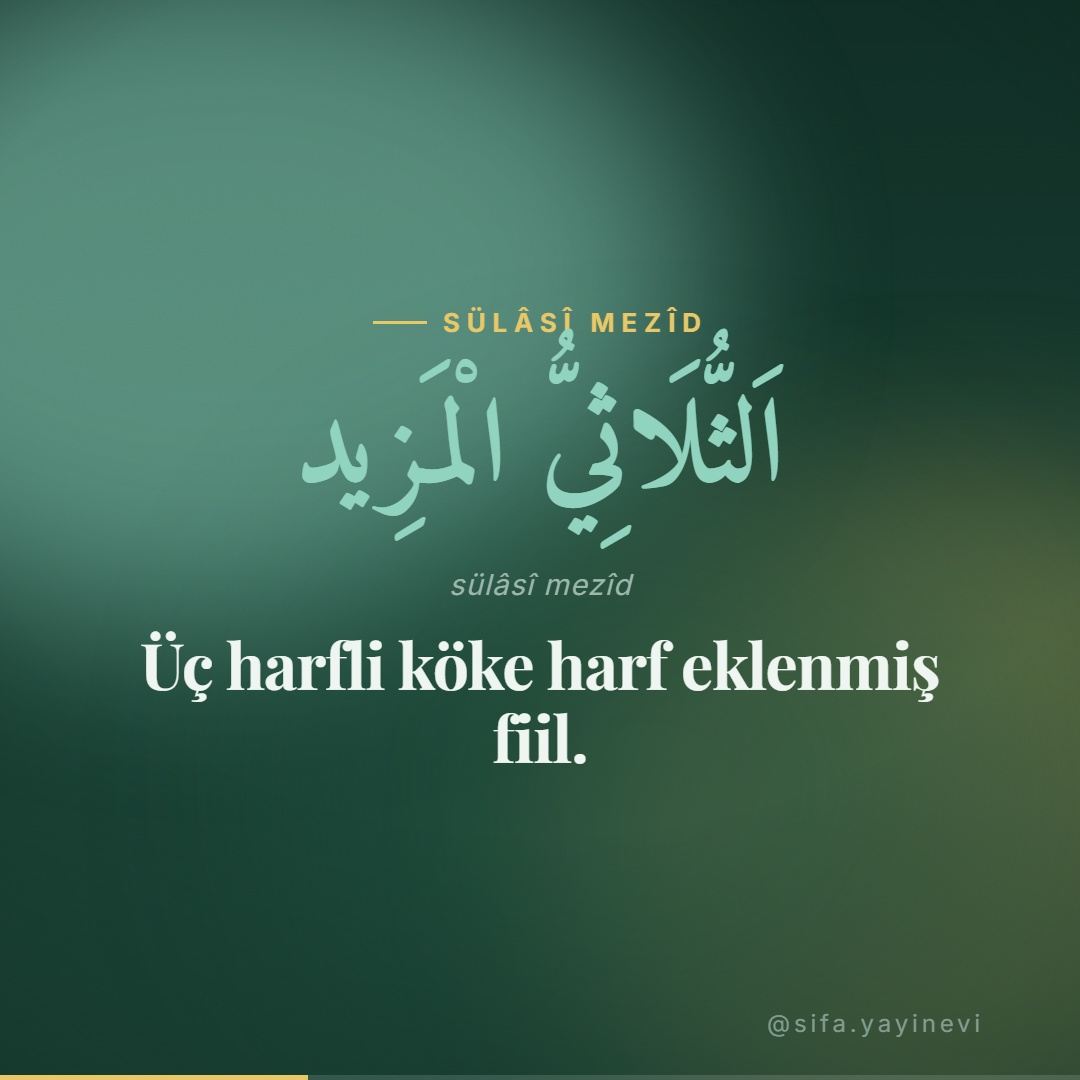 SÜLÂSÎ MEZÎD
اَلثُّلَاثِيُّ الْمَزِيد
sülâsî mezîd
Üç harfli köke harf eklenmiş
fiil.
@sifa.yayinevi